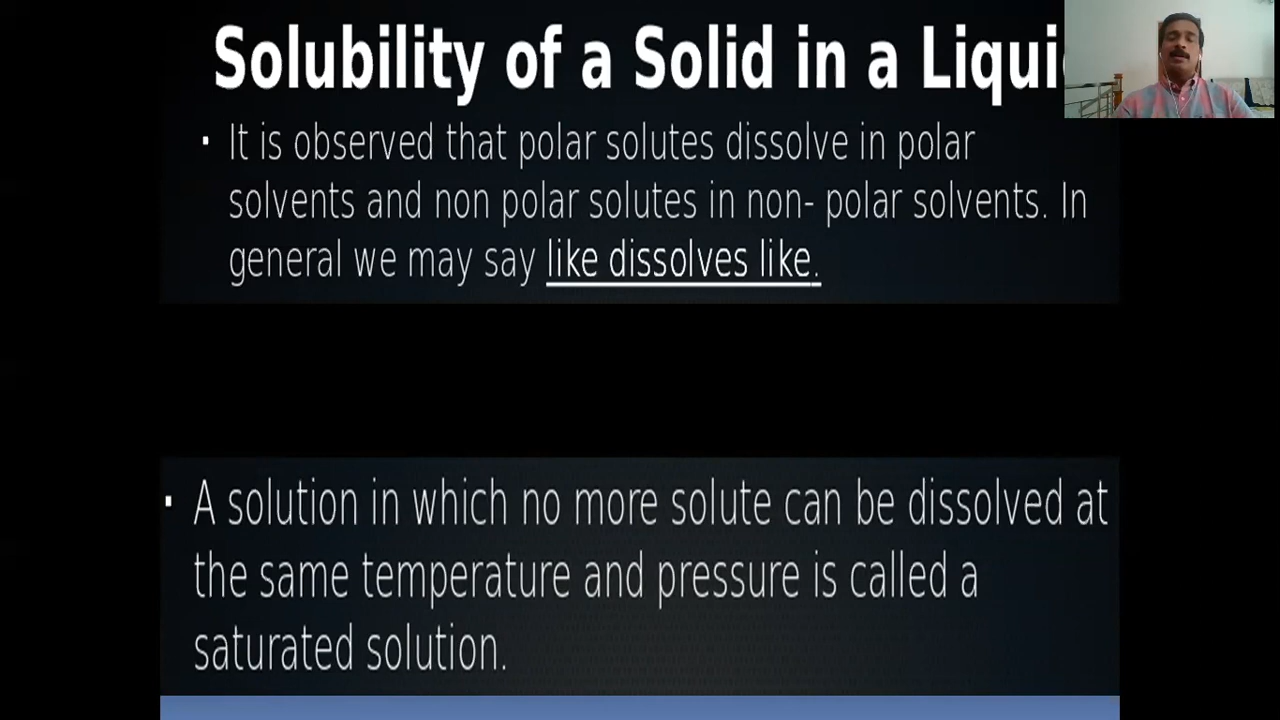 Solubility of a Solid in a Liqui
· It is observed that polar solutes dissolve in polar
solvents and non polar solutes in non- polar solvents. In
general we may say like dissolves like.
· A solution in which no more solute can be dissolved at
the same temperature and pressure is called a
saturated solution.